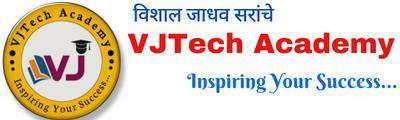 VJTech Academy
VJ
Inspiring Your Success...
विशाल जाधव सरांचे
VJTech Academy
Inspiring Your Success...